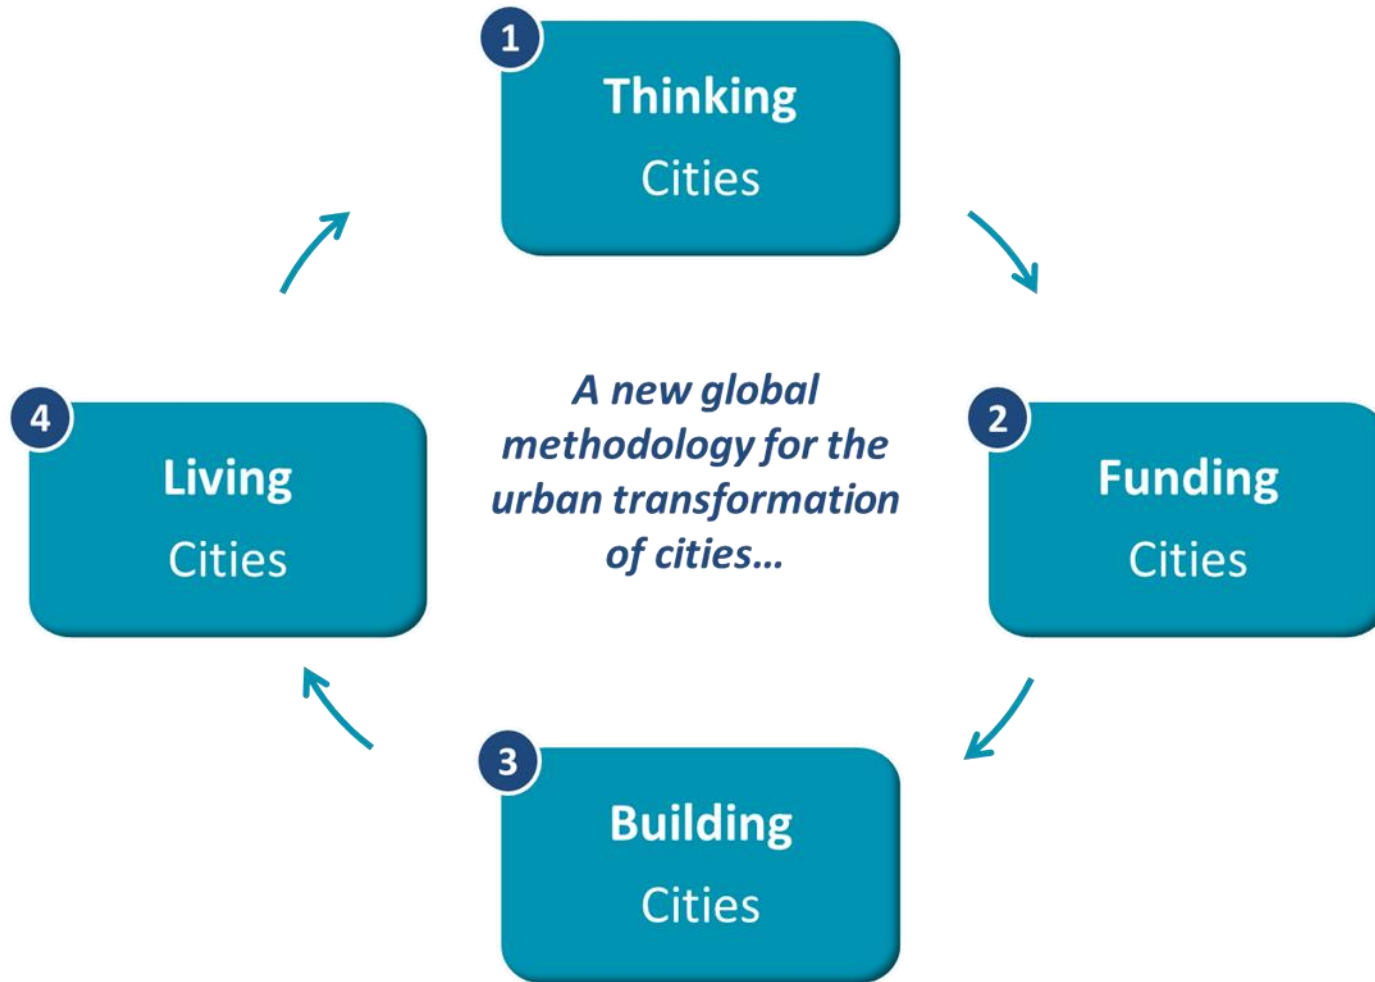 1
Thinking
Cities
2
Funding
Cities
3
Building
Cities
4
Living
Cities
A new global
methodology for the
urban transformation
of cities…